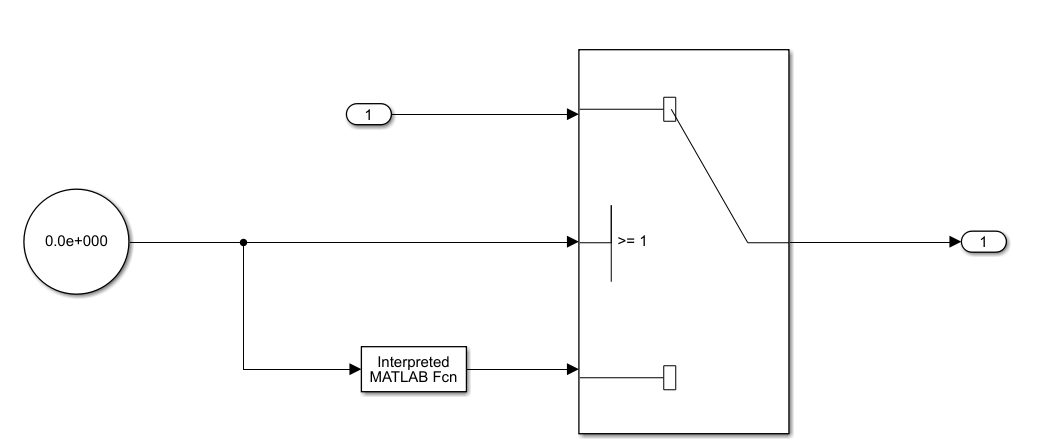 1
0.0e+000
>= 1
1
Interpreted
MATLAB Fcn